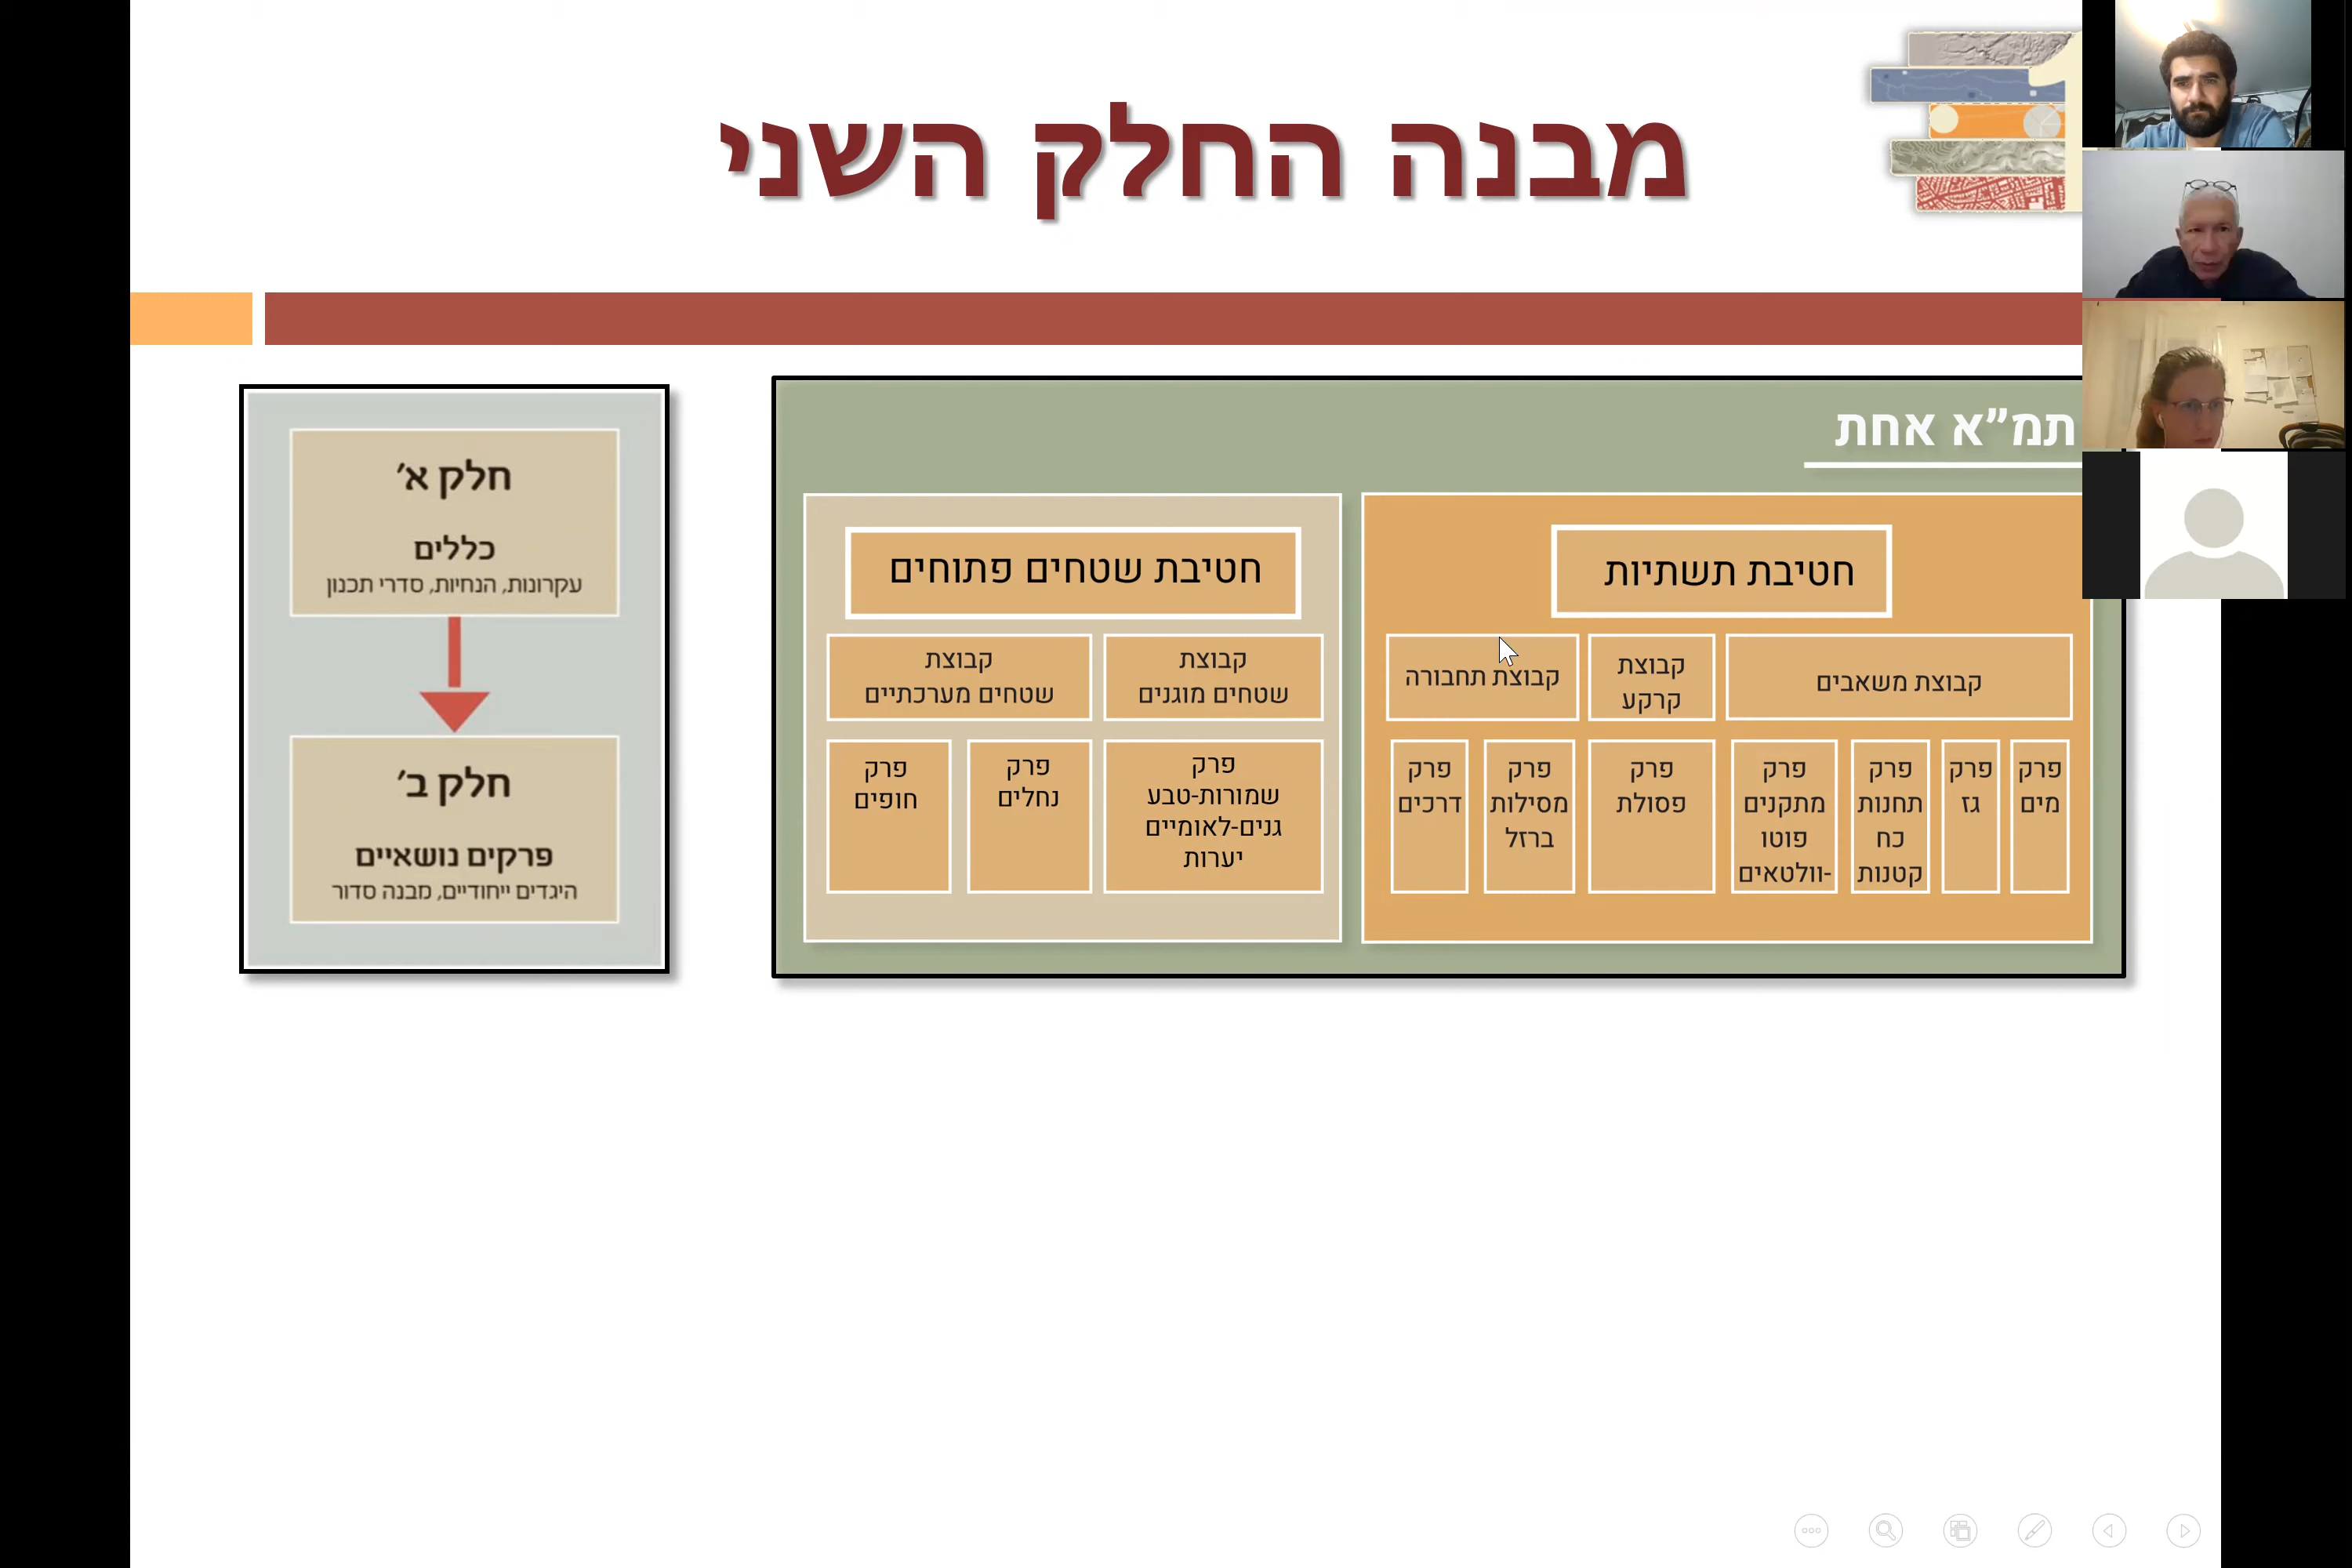 מבנה החלק השני
תמ״א אחת
חטיבת תשתיות
קבוצת משאבים
קבוצת
קרקע
קבוצת תחבורה
פרק
מים
פרק
גז
פרק
תחנות
כח
קטנות
פרק
מתקנים
פוטו
-וולטאים
פרק
פסולת
פרק
מסילות
ברזל
פרק
דרכים
חטיבת שטחים פתוחים
קבוצת
שטחים מוגנים
קבוצת
שטחים מערכתיים
פרק
שמורות-טבע
גנים-לאומיים
יערות
פרק
נחלים
פרק
חופים
חלק א׳
כללים
עקרונות, הנחיות, סדרי תכנון
חלק ב׳
פרקים נושאיים
היגדים ייחודיים, מבנה סדור